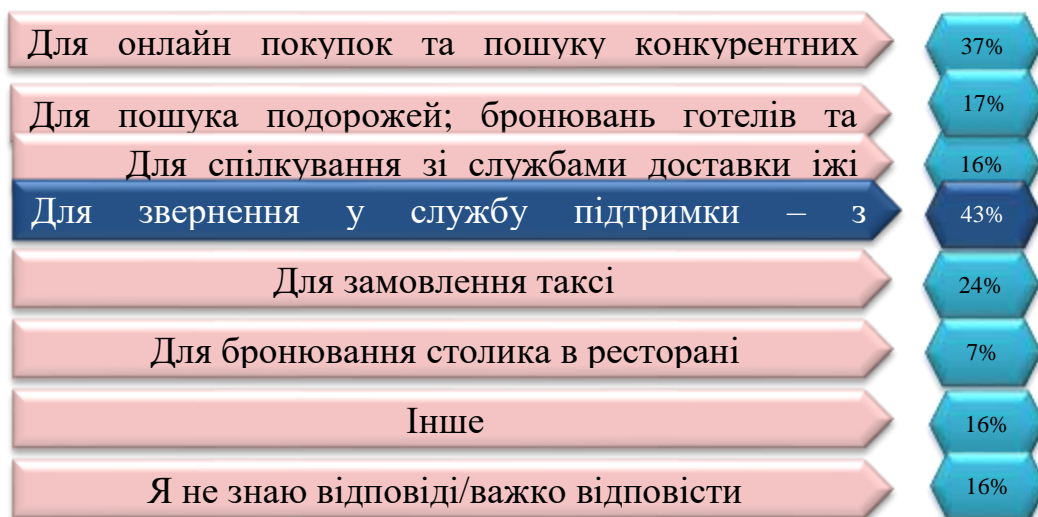 Для онлайн покупок та пошуку конкурентних
37%
Для пошука подорожей; бронювань готелів та
17%
Для спілкування зі службами доставки іжі
16%
Для звернення у службу підтримки – з
43%
Для замовлення таксі
24%
Для бронювання столика в ресторані
7%
Інше
16%
Я не знаю відповіді/важко відповісти
16%